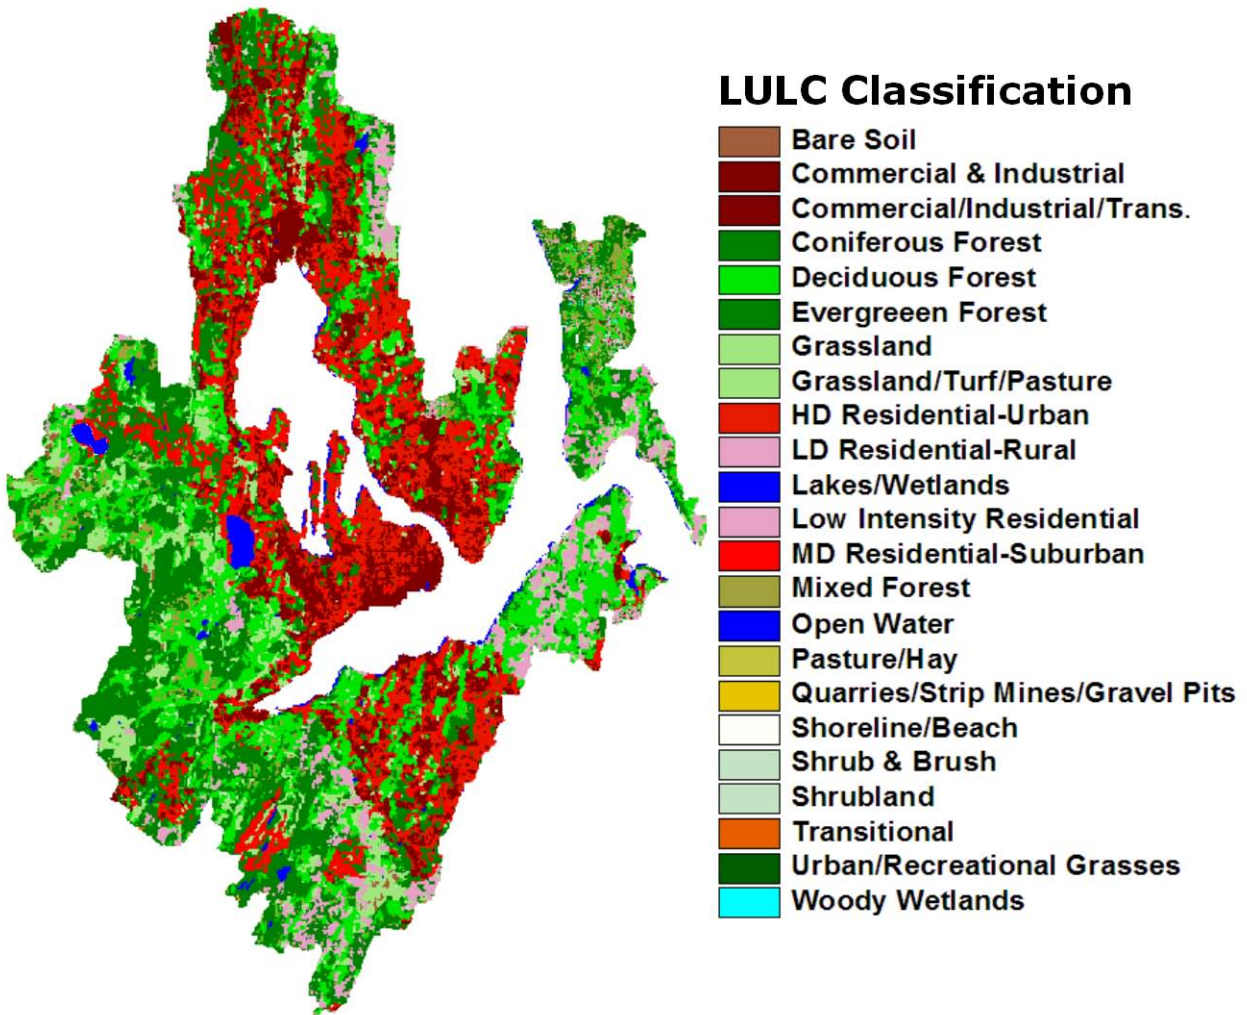 LULC Classification
Bare Soil
Commercial & Industrial
Commercial/Industrial/Trans.
Coniferous Forest
Deciduous Forest
Evergreeen Forest
Grassland
Grassland/Turf/Pasture
HD Residential-Urban
LD Residential-Rural
Lakes/Wetlands
Low Intensity Residential
MD Residential-Suburban
Mixed Forest
Open Water
Pasture/Hay
Quarries/Strip Mines/Gravel Pits
Shoreline/Beach
Shrub & Brush
Shrubland
Transitional
Urban/Recreational Grasses
Woody Wetlands